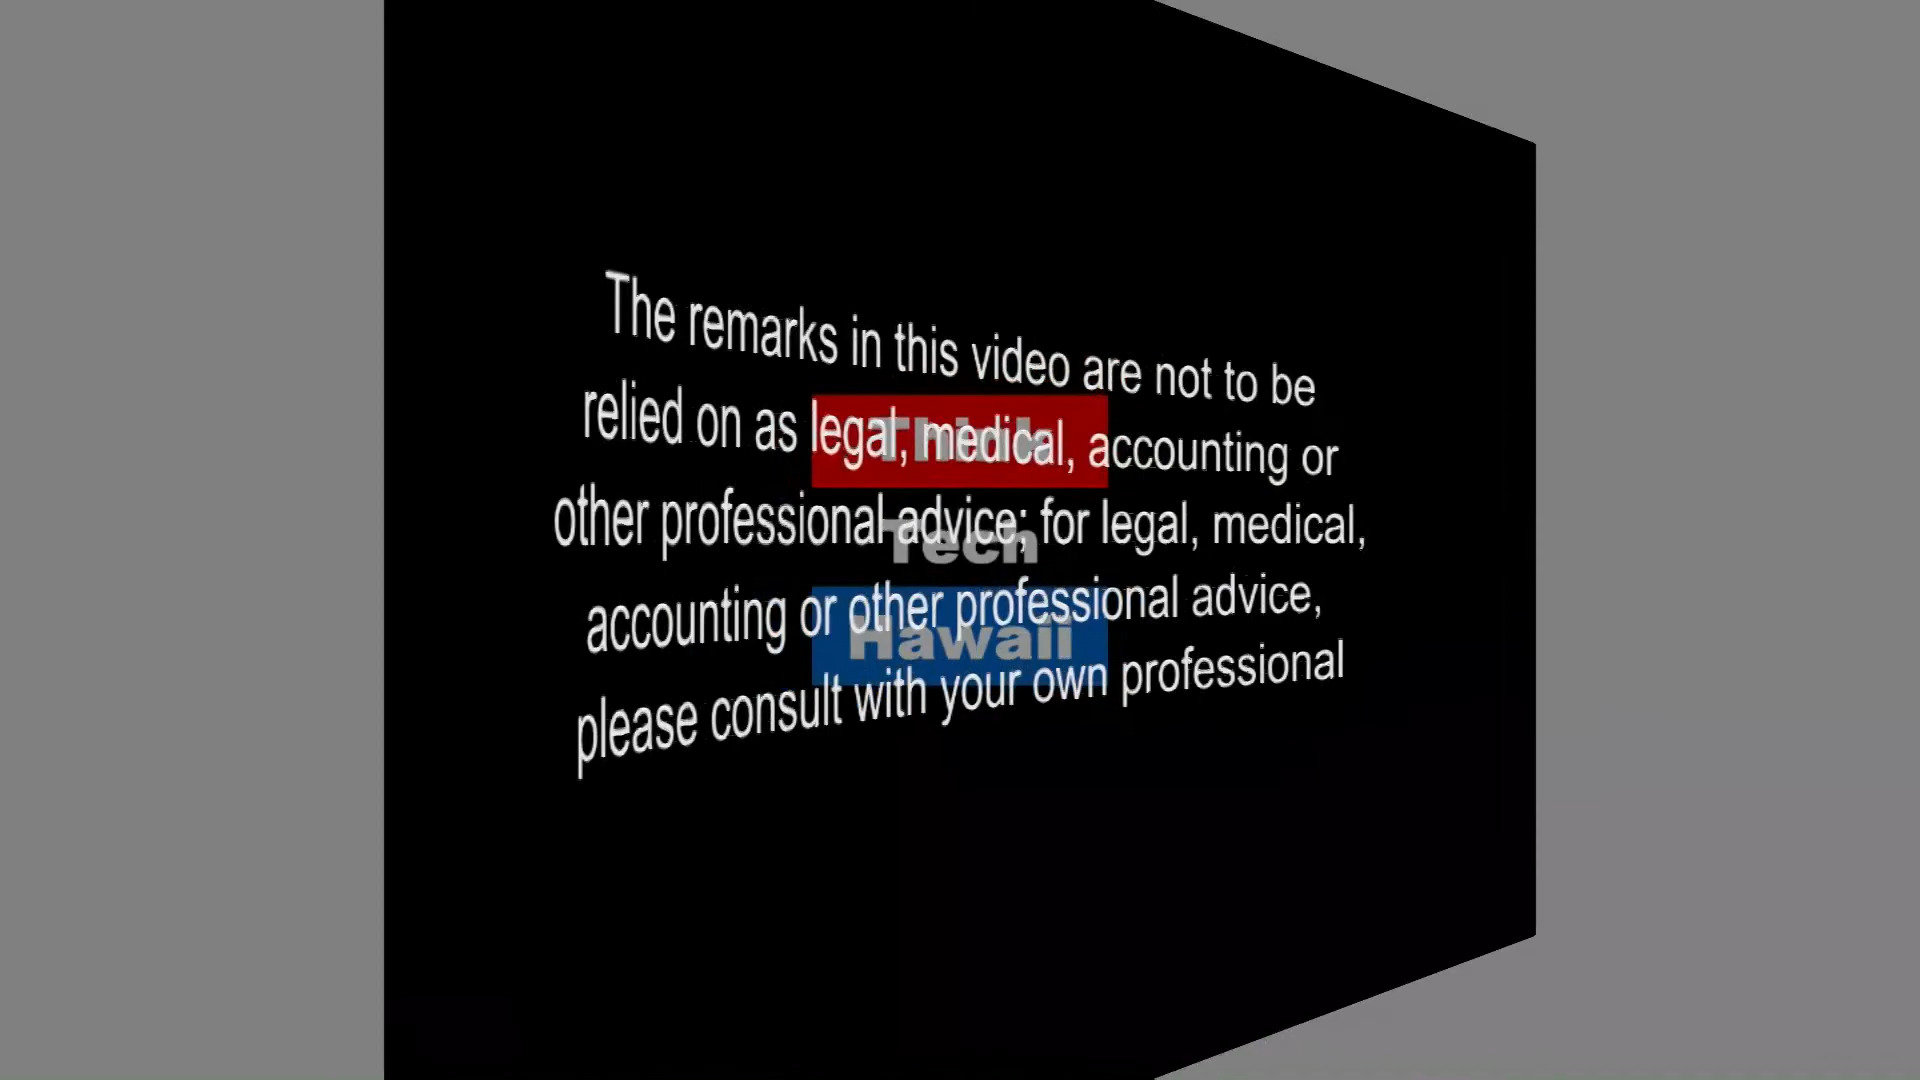 The remarks in this video are not to be
relied on as legal, medical, accounting or
other professional advice; for legal, medical,
accounting or other professional advice,
please consult with your own professional
Think
Tech
Hawaii